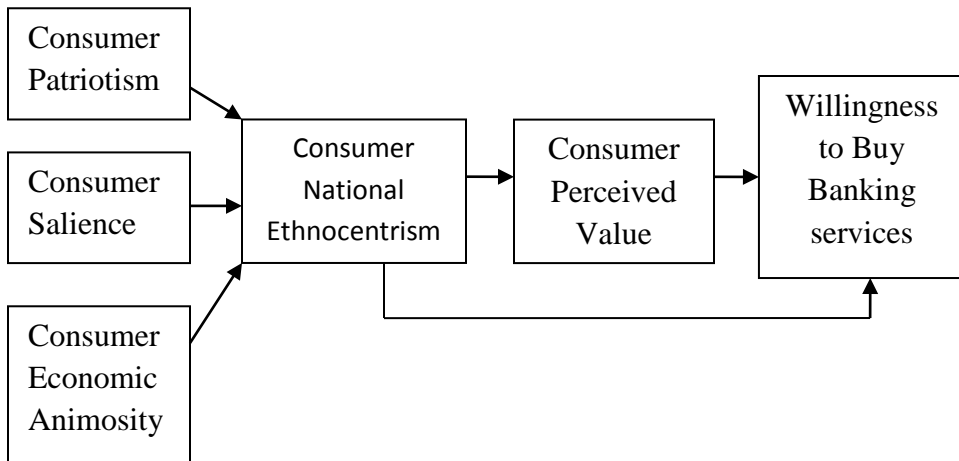 Consumer
Patriotism
Consumer
Salience
Consumer
Economic
Animosity
Consumer
National
Ethnocentrism
Consumer
Perceived
Value
Willingness
to Buy
Banking
services